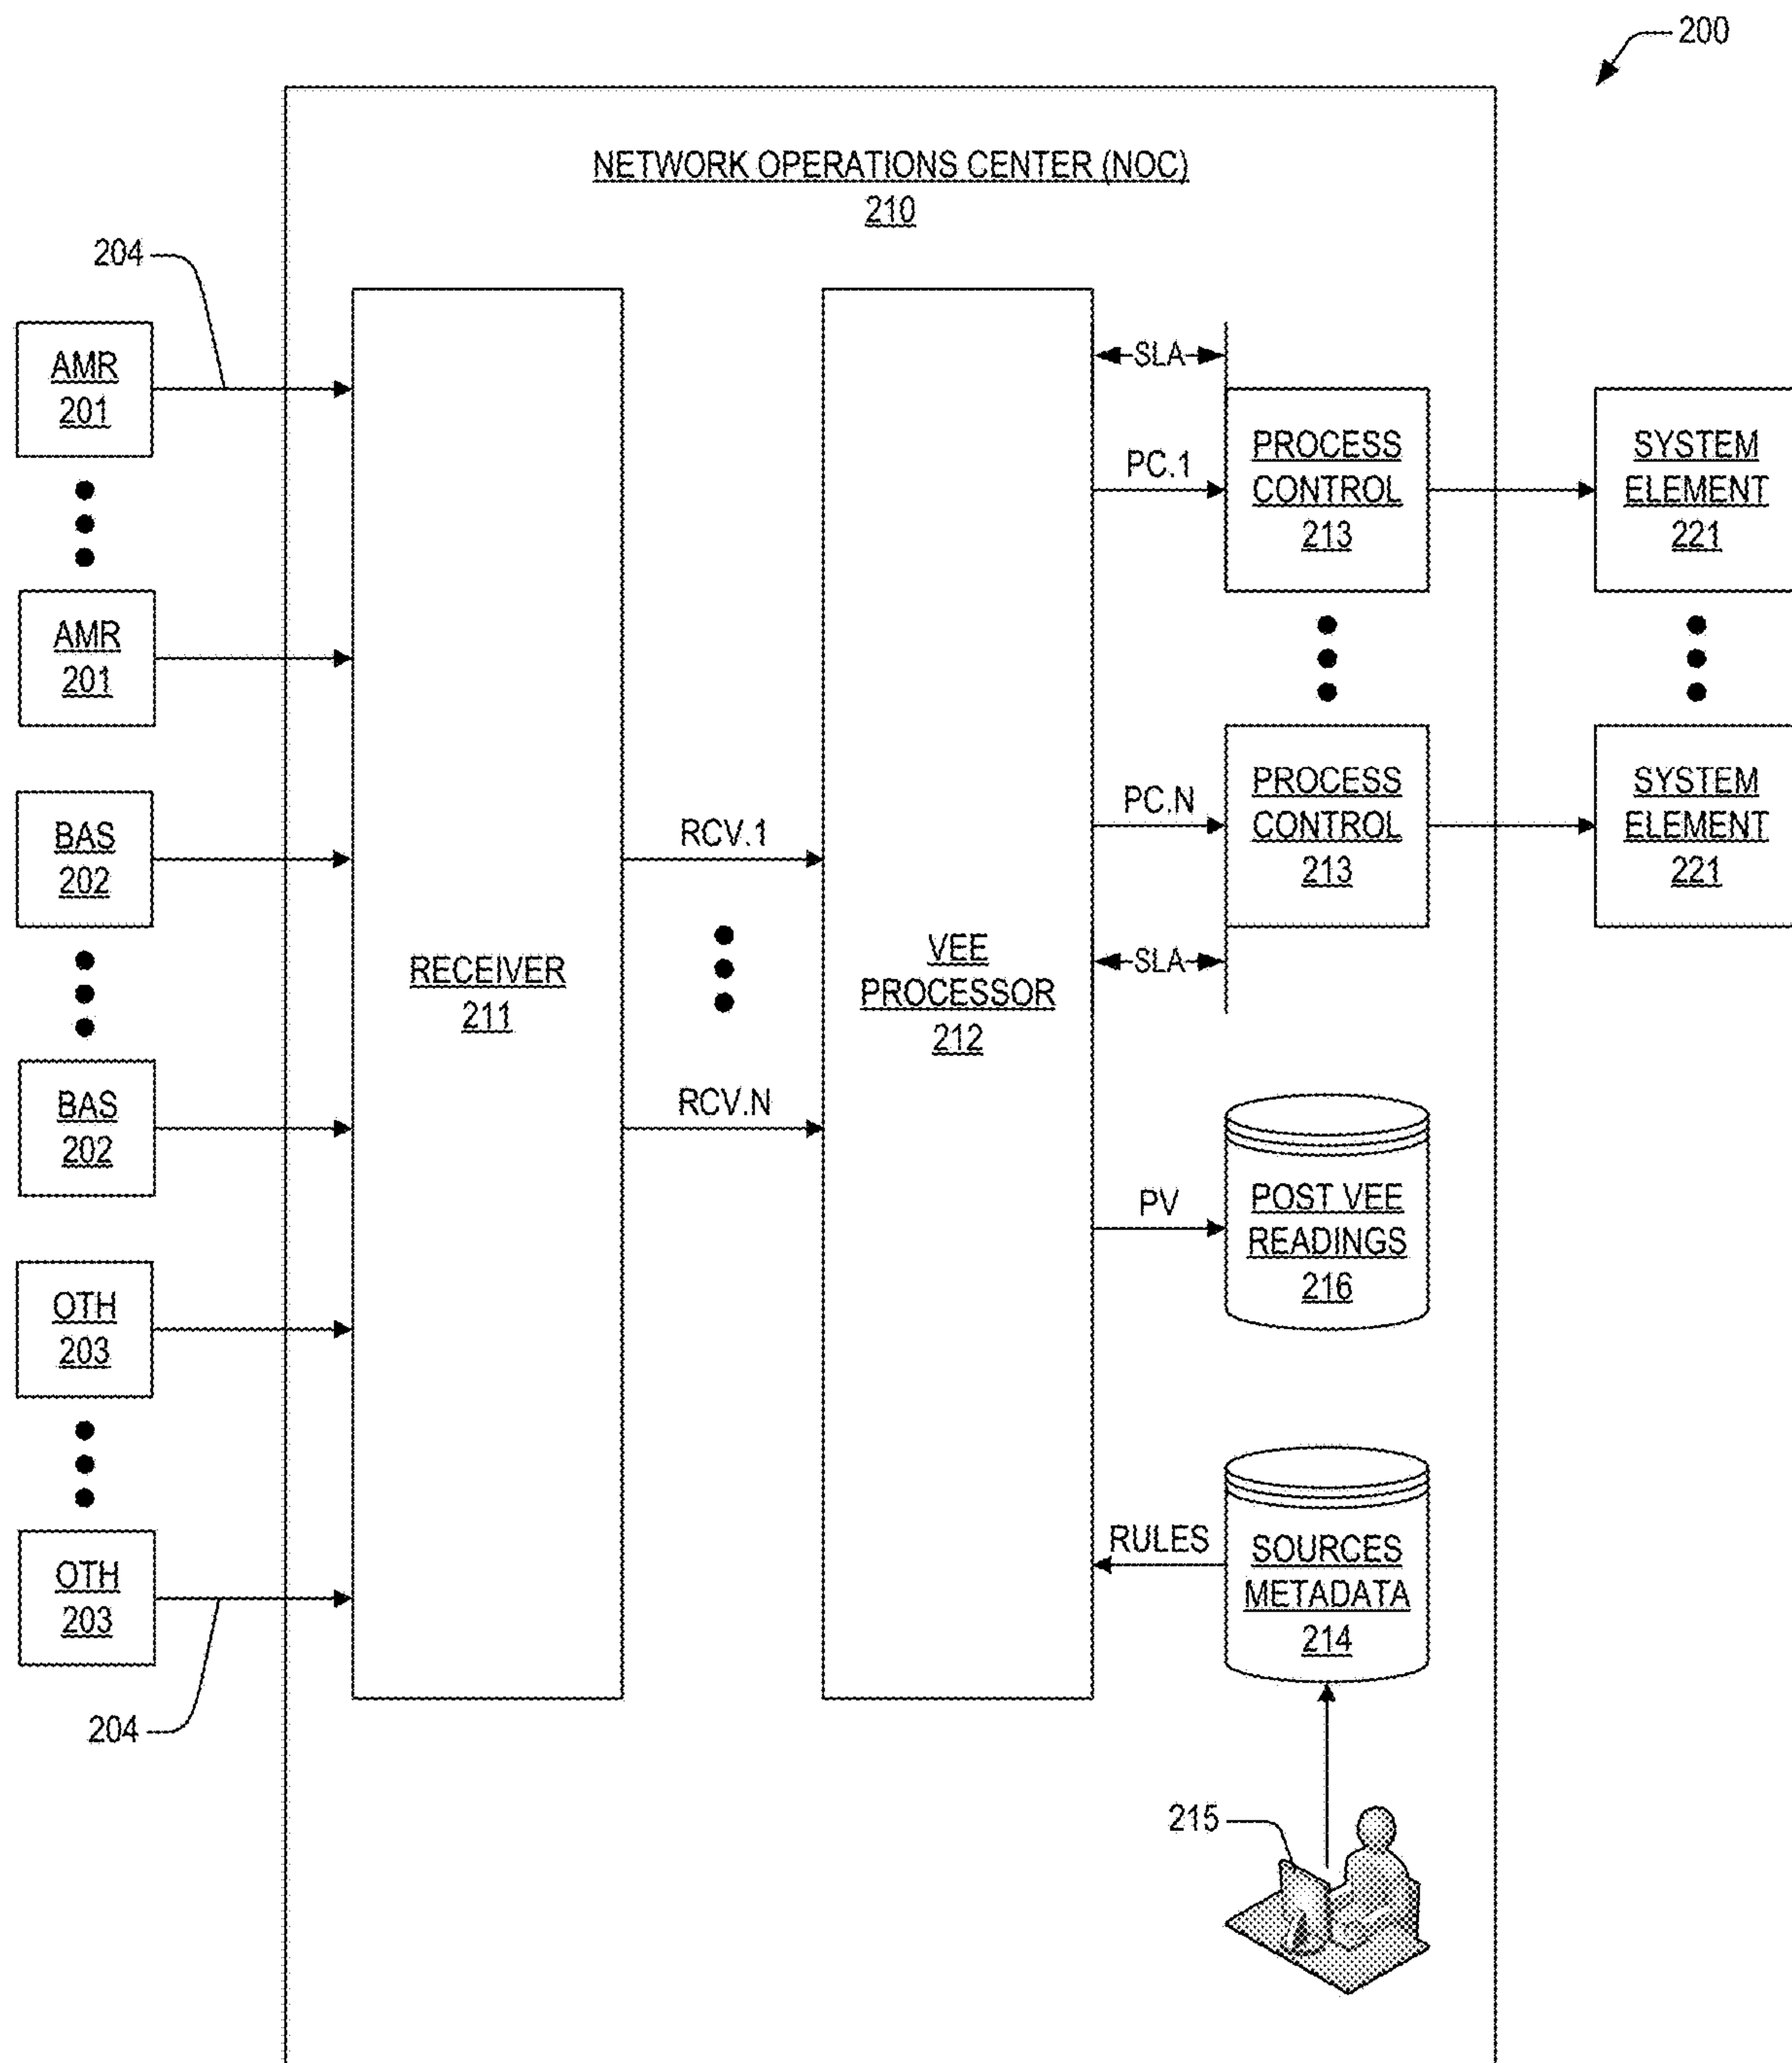 200
NETWORK OPERATIONS CENTER (NOC)
210
204
AMR
201
AMR
201
BAS
202
BAS
202
OTH
203
OTH
203
204
RECEIVER
211
RCV.1
RCV.N
VEE
PROCESSOR
212
SLA
PC.1
PROCESS
CONTROL
213
SYSTEM
ELEMENT
221
PC.N
PROCESS
CONTROL
213
SYSTEM
ELEMENT
221
SLA
PV
POST VEE
READINGS
216
RULES
SOURCES
METADATA
214
215